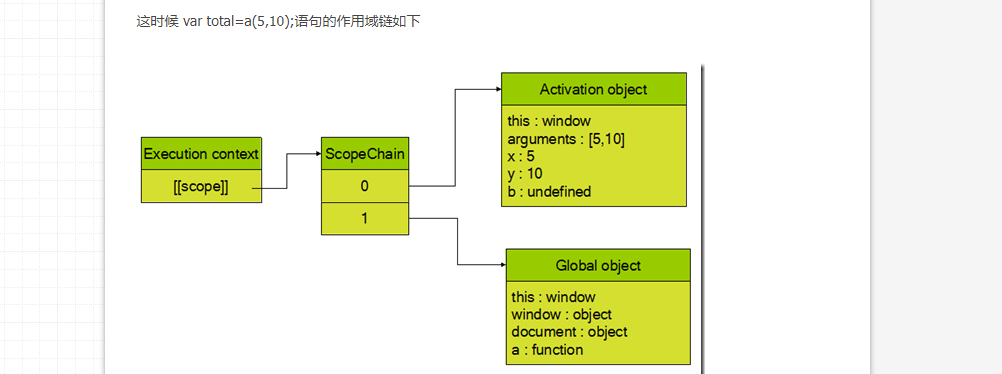 这时候 var total=a(5,10);语句的作用域链如下
Activation object
this : window
arguments : [5,10]
x : 5
y : 10
b : undefined
Execution context
[[scope]]
ScopeChain
0
1
Global object
this : window
window : object
document : object
a : function